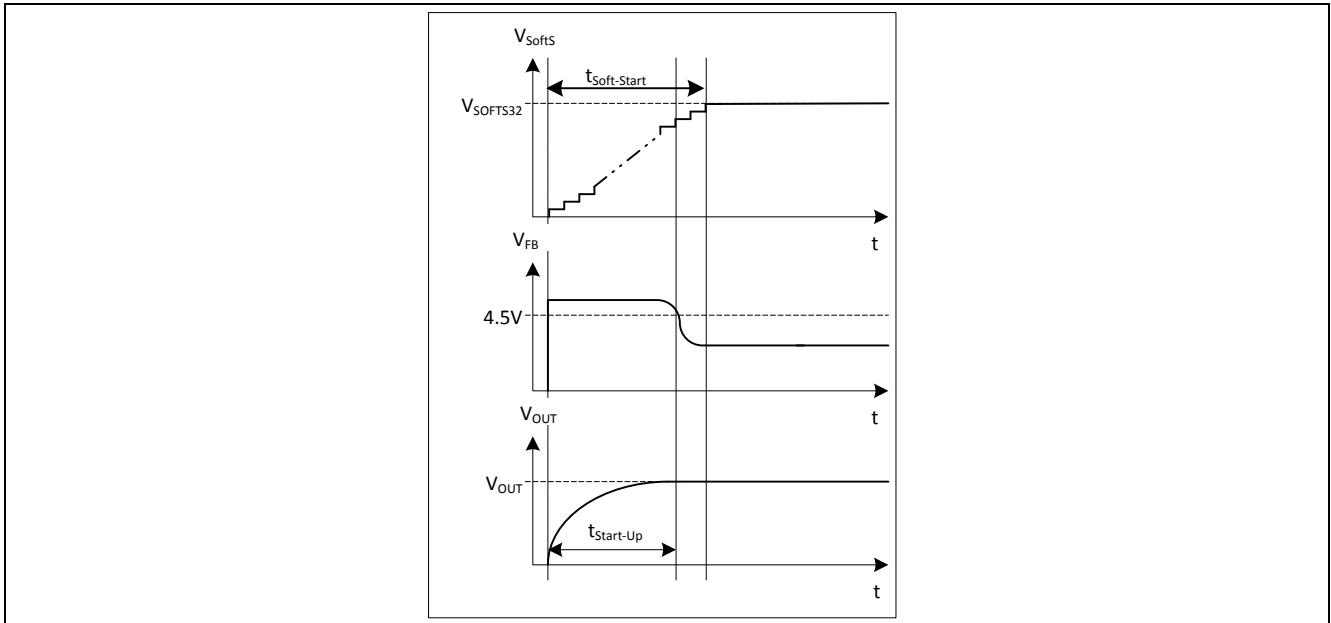 V_SoftS
t_Soft-Start
V_SOFTS32
t
V_FB
4.5V
t
V_OUT
V_OUT
t_Start-Up
t